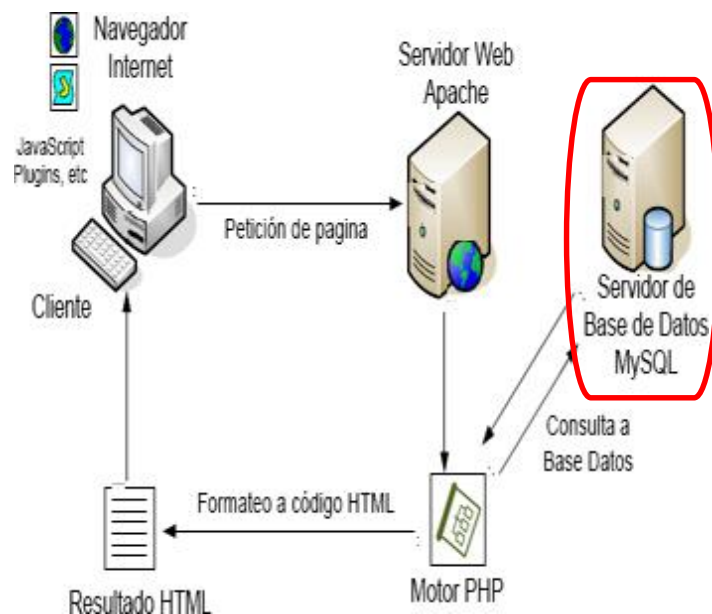 Navegador
Internet
JavaScript
Plugins, etc
Cliente
Petición de pagina
Servidor Web
Apache
Servidor de
Base de Datos
MySQL
Consulta a
Base Datos
Motor PHP
Formateo a código HTML
Resultado HTML